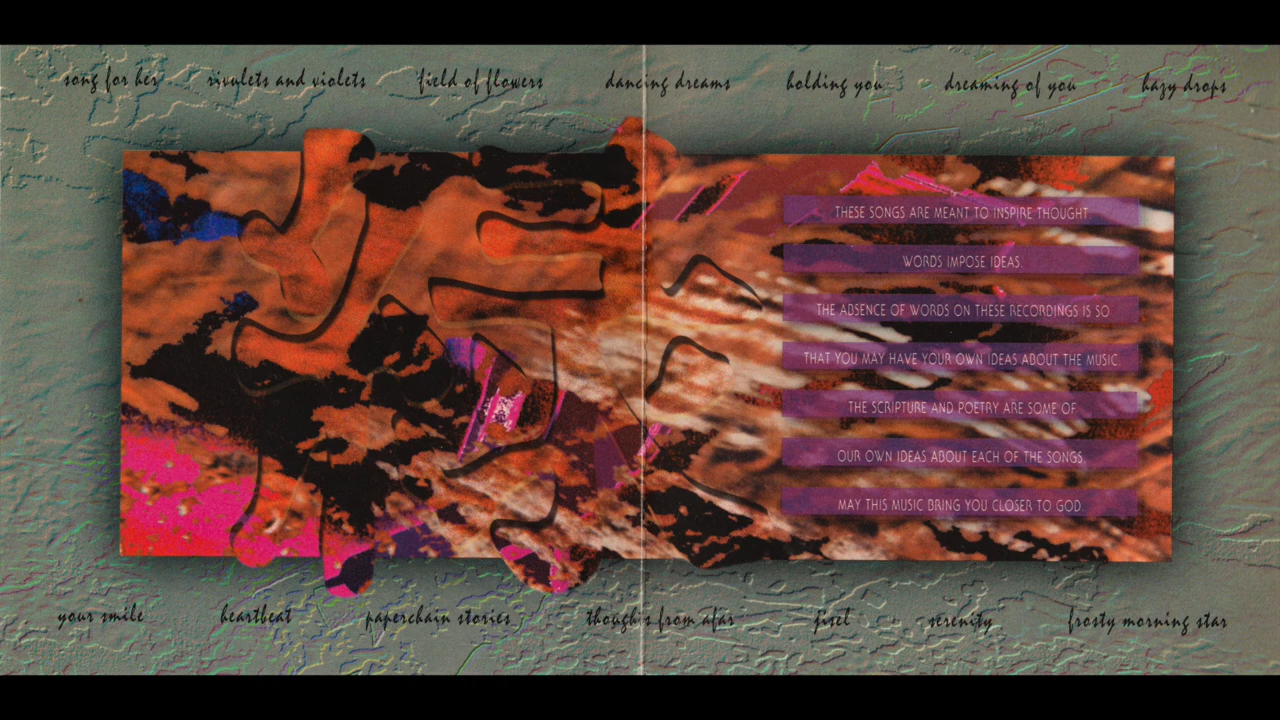 song for her rivulets and violets field of flowers dancing dreams holding you dreaming of you hazy drops
THESE SONGS ARE MEANT TO INSPIRE THOUGHT.
WORDS IMPOSE IDEAS.
THE ABSENCE OF WORDS ON THESE RECORDINGS IS SO
THAT YOU MAY HAVE YOUR OWN IDEAS ABOUT THE MUSIC.
THE SCRIPTURE AND POETRY ARE SOME OF
OUR OWN IDEAS ABOUT EACH OF THE SONGS.
MAY THIS MUSIC BRING YOU CLOSER TO GOD.
your smile heartbeat paperchain stories thoughts from afar serenity frosty morning star